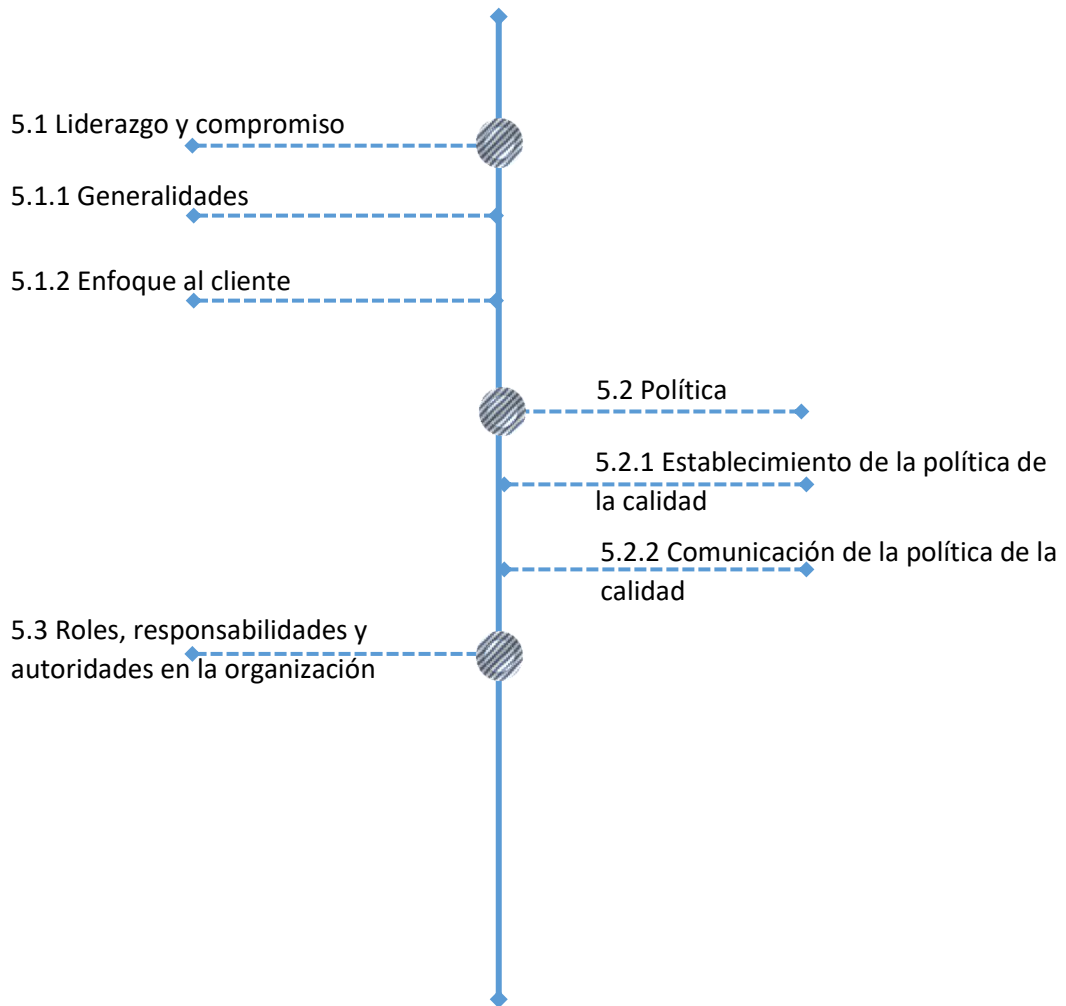 5.1 Liderazgo y compromiso
5.1.1 Generalidades
5.1.2 Enfoque al cliente
5.2 Política
5.2.1 Establecimiento de la política de
la calidad
5.2.2 Comunicación de la política de la
calidad
5.3 Roles, responsabilidades y
autoridades en la organización